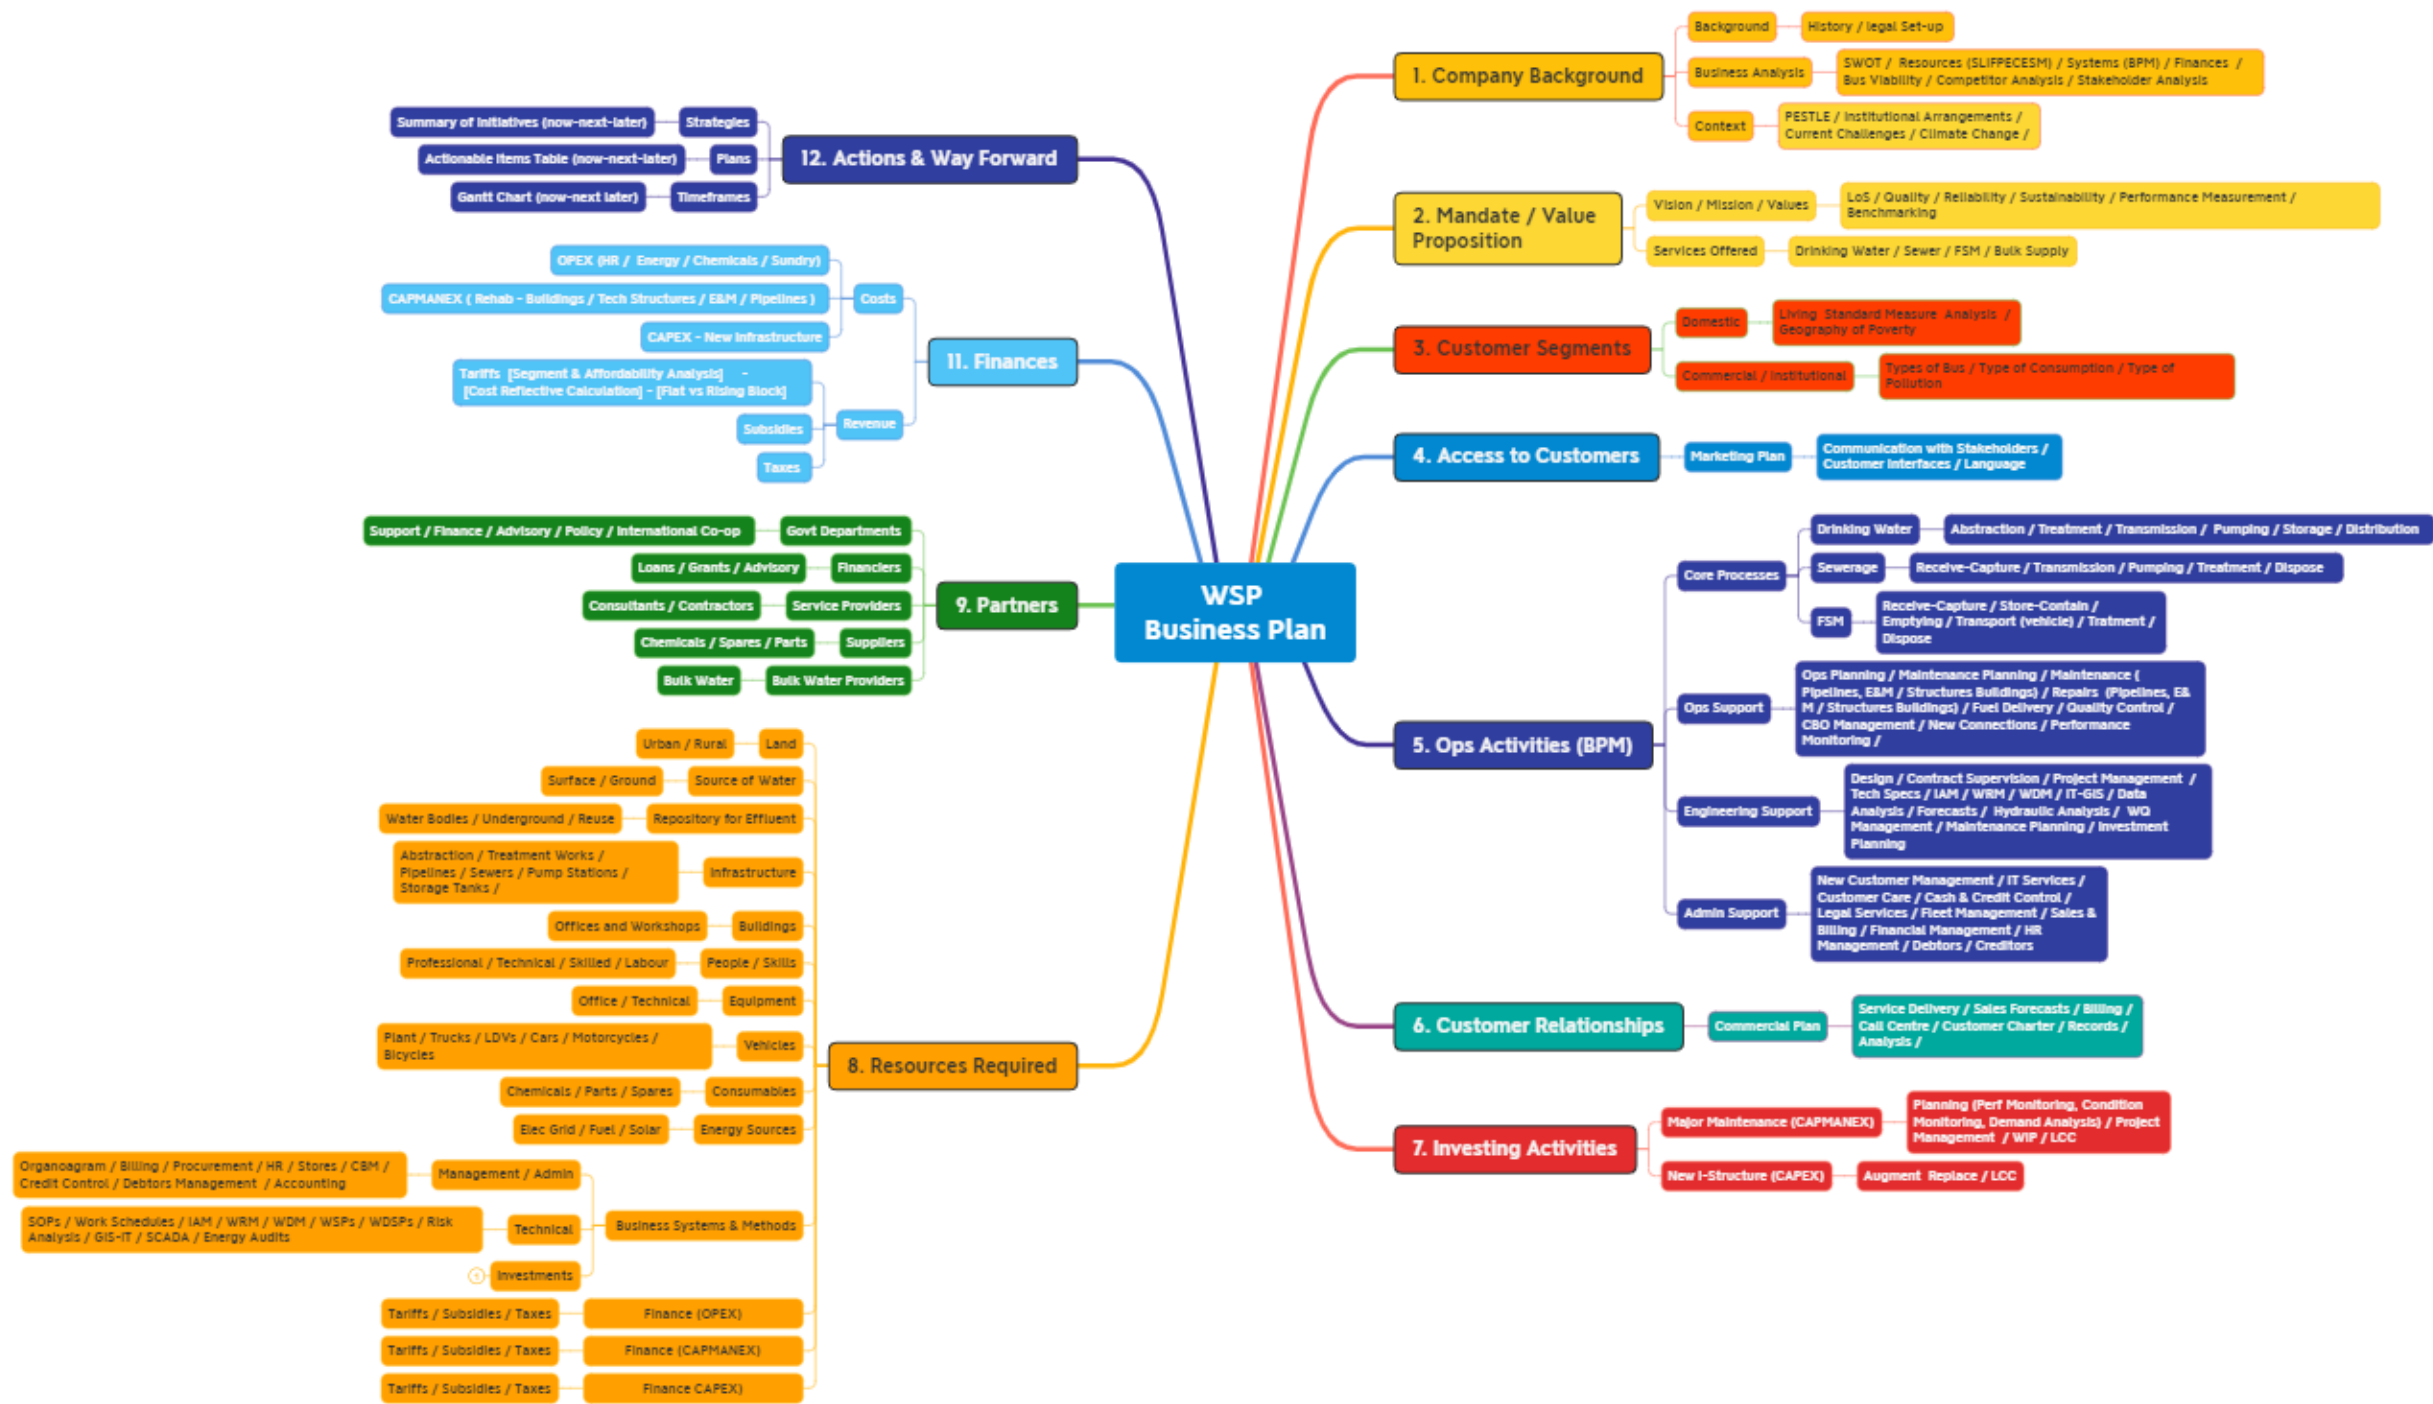 WSP
Business Plan
1. Company Background
Background
History / legal Set-up
Business Analysis
SWOT / Resources (SLIFPECESM) / Systems (BPM) / Finances /
Bus Viability / Competitor Analysis / Stakeholder Analysis
Context
PESTLE / Institutional Arrangements /
Current Challenges / Climate Change /
2. Mandate / Value
Proposition
Vision / Mission / Values
LoS / Quality / Reliability / Sustainability / Performance Measurement /
Benchmarking
Services Offered
Drinking Water / Sewer / FSM / Bulk Supply
3. Customer Segments
Domestic
Living Standard Measure Analysis /
Geography of Poverty
Commercial / Institutional
Types of Bus / Type of Consumption / Type of
Pollution
4. Access to Customers
Marketing Plan
Communication with Stakeholders /
Customer Interfaces / Language
5. Ops Activities (BPM)
Core Processes
Drinking Water
Abstraction / Treatment / Transmission / Pumping / Storage / Distribution
Sewerage
Receive-Capture / Transmission / Pumping / Treatment / Dispose
FSM
Receive-Capture / Store-Contain /
Emptying / Transport (vehicle) / Tratment /
Dispose
Ops Support
Ops Planning / Maintenance Planning / Maintenance (
Pipelines, E&M / Structures Buildings) / Repairs (Pipelines, E&
M / Structures Buildings) / Fuel Delivery / Quality Control /
CBO Management / New Connections / Performance
Monitoring /
Engineering Support
Design / Contract Supervision / Project Management /
Tech Specs / IAM / WRM / WDM / IT-GIS / Data
Analysis / Forecasts / Hydraulic Analysis / WQ
Management / Maintenance Planning / Investment
Planning
Admin Support
New Customer Management / IT Services /
Customer Care / Cash & Credit Control /
Legal Services / Fleet Management / Sales &
Billing / Financial Management / HR
Management / Debtors / Creditors
6. Customer Relationships
Commercial Plan
Service Delivery / Sales Forecasts / Billing /
Call Centre / Customer Charter / Records /
Analysis /
7. Investing Activities
Major Maintenance (CAPMANEX)
Planning (Perf Monitoring, Condition
Monitoring, Demand Analysis) / Project
Management / WIP / LCC
New I-Structure (CAPEX)
Augment Replace / LCC
8. Resources Required
Land
Urban / Rural
Source of Water
Surface / Ground
Repository for Effluent
Water Bodies / Underground / Reuse
Infrastructure
Abstraction / Treatment Works /
Pipelines / Sewers / Pump Stations /
Storage Tanks /
Buildings
Offices and Workshops
People / Skills
Professional / Technical / Skilled / Labour
Equipment
Office / Technical
Vehicles
Plant / Trucks / LDVs / Cars / Motorcycles /
Bicycles
Consumables
Chemicals / Parts / Spares
Energy Sources
Elec Grid / Fuel / Solar
Business Systems & Methods
Management / Admin
Organoagram / Billing / Procurement / HR / Stores / CBM /
Credit Control / Debtors Management / Accounting
Technical
SOPs / Work Schedules / IAM / WRM / WDM / WSPs / WDSPs / Risk
Analysis / GIS-IT / SCADA / Energy Audits
Investments
Finance (OPEX)
Tariffs / Subsidies / Taxes
Finance (CAPMANEX)
Tariffs / Subsidies / Taxes
Finance CAPEX)
Tariffs / Subsidies / Taxes
9. Partners
Govt Departments
Support / Finance / Advisory / Policy / International Co-op
Financiers
Loans / Grants / Advisory
Service Providers
Consultants / Contractors
Suppliers
Chemicals / Spares / Parts
Bulk Water Providers
Bulk Water
11. Finances
Costs
OPEX (HR / Energy / Chemicals / Sundry)
CAPMANEX ( Rehab - Buildings / Tech Structures / E&M / Pipelines )
CAPEX - New Infrastructure
Revenue
Tariffs [Segment & Affordability Analysis] -
[Cost Reflective Calculation] - [Flat vs Rising Block]
Subsidies
Taxes
12. Actions & Way Forward
Strategies
Summary of Initiatives (now-next-later)
Plans
Actionable Items Table (now-next-later)
Timeframes
Gantt Chart (now-next later)